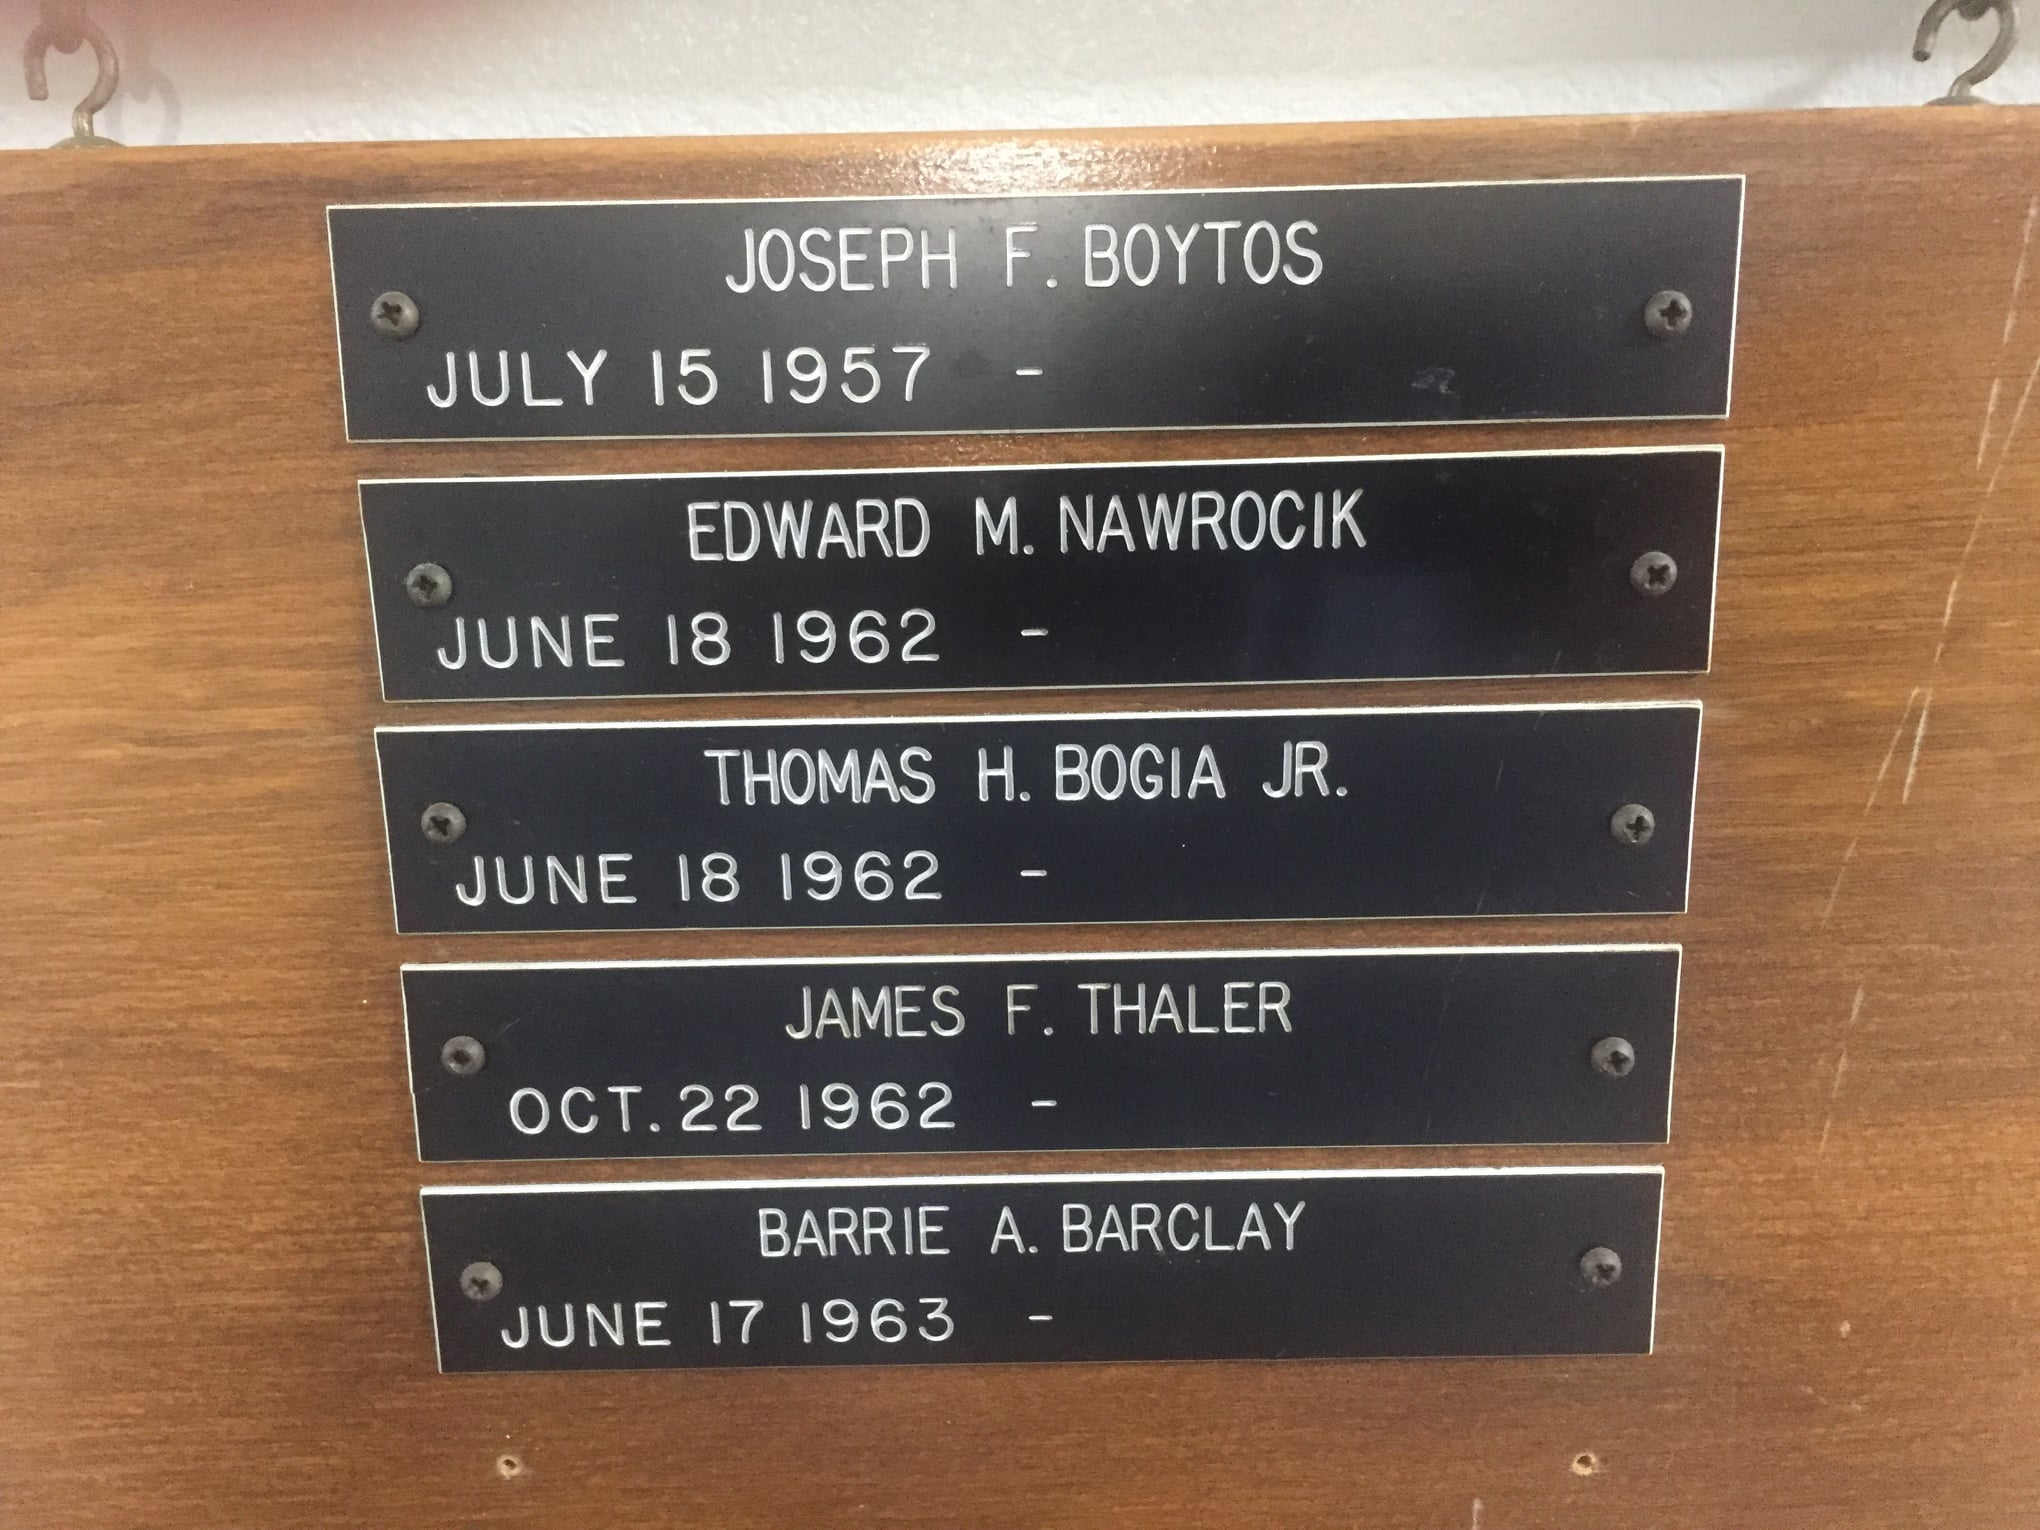 JOSEPH F. BOYTOS
JULY 15 1957 -
EDWARD M. NAWROCIK
JUNE 18 1962 -
THOMAS H. BOGIA JR.
JUNE 18 1962 -
JAMES F. THALER
OCT. 22 1962 -
BARRIE A. BARCLAY
JUNE 17 1963 -